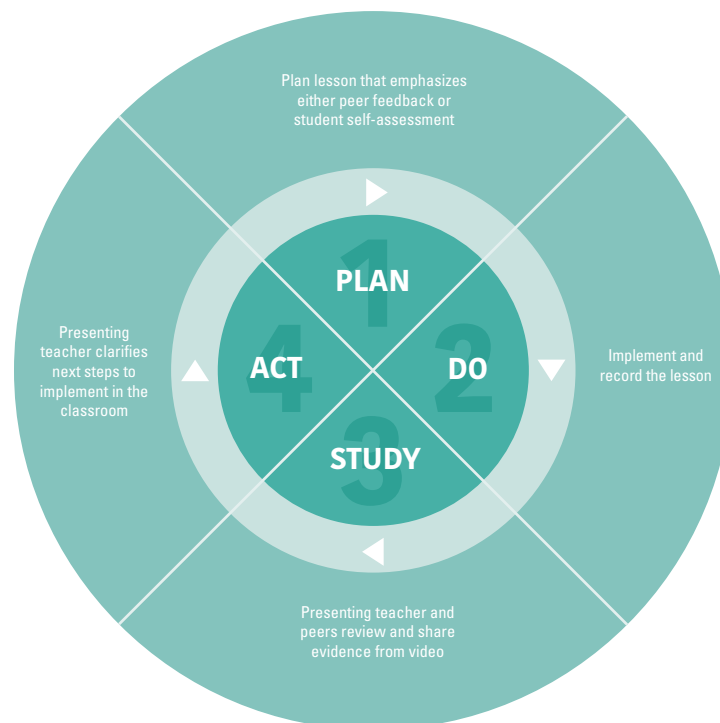 Plan lesson that emphasizes
either peer feedback or
student self-assessment
1
PLAN
2
DO
Implement and
record the lesson
3
STUDY
Presenting teacher and
peers review and share
evidence from video
4
ACT
Presenting
teacher clarifies
next steps to
implement in the
classroom